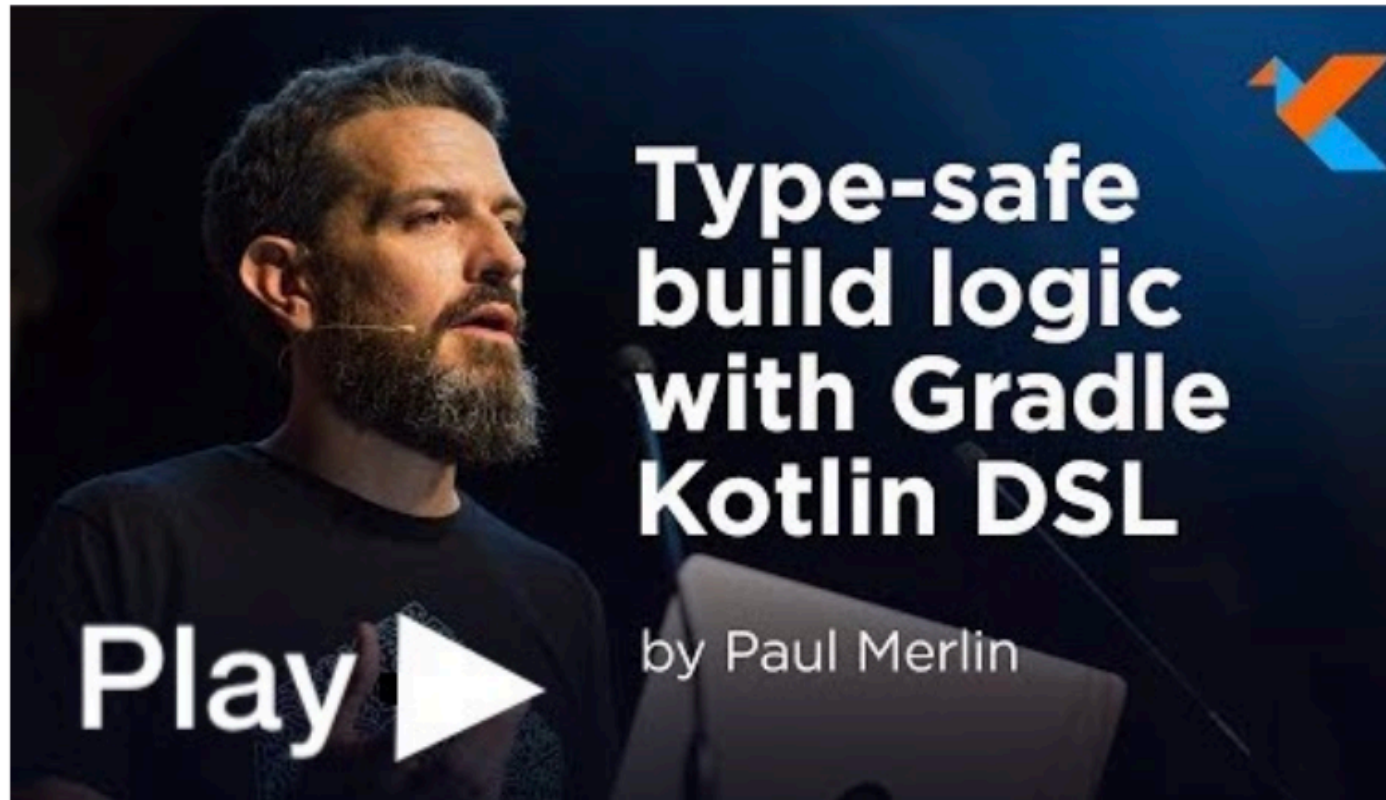 Type-safe
build logic
with Gradle
Kotlin DSL
by Paul Merlin
Play